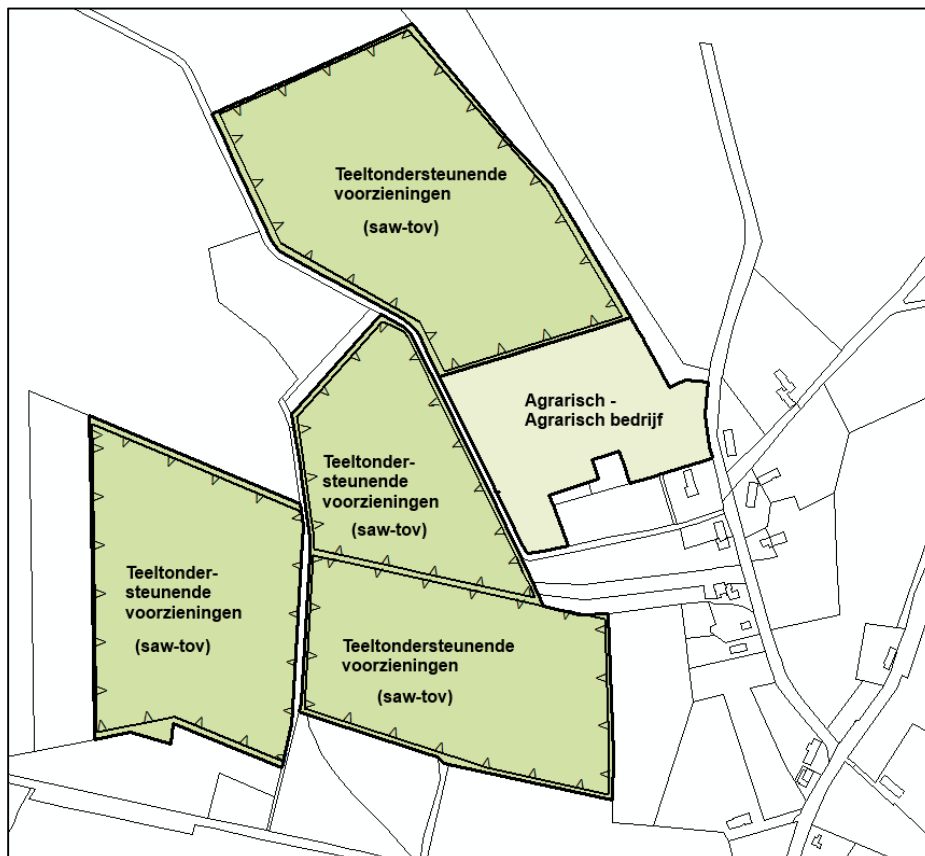 Teeltondersteunende
voorzieningen
(saw-tov)
Agrarisch -
Agrarisch bedrijf
Teeltonder-
steunende
voorzieningen
(saw-tov)
Teeltonder-
steunende
voorzieningen
(saw-tov)
Teeltondersteunende
voorzieningen
(saw-tov)